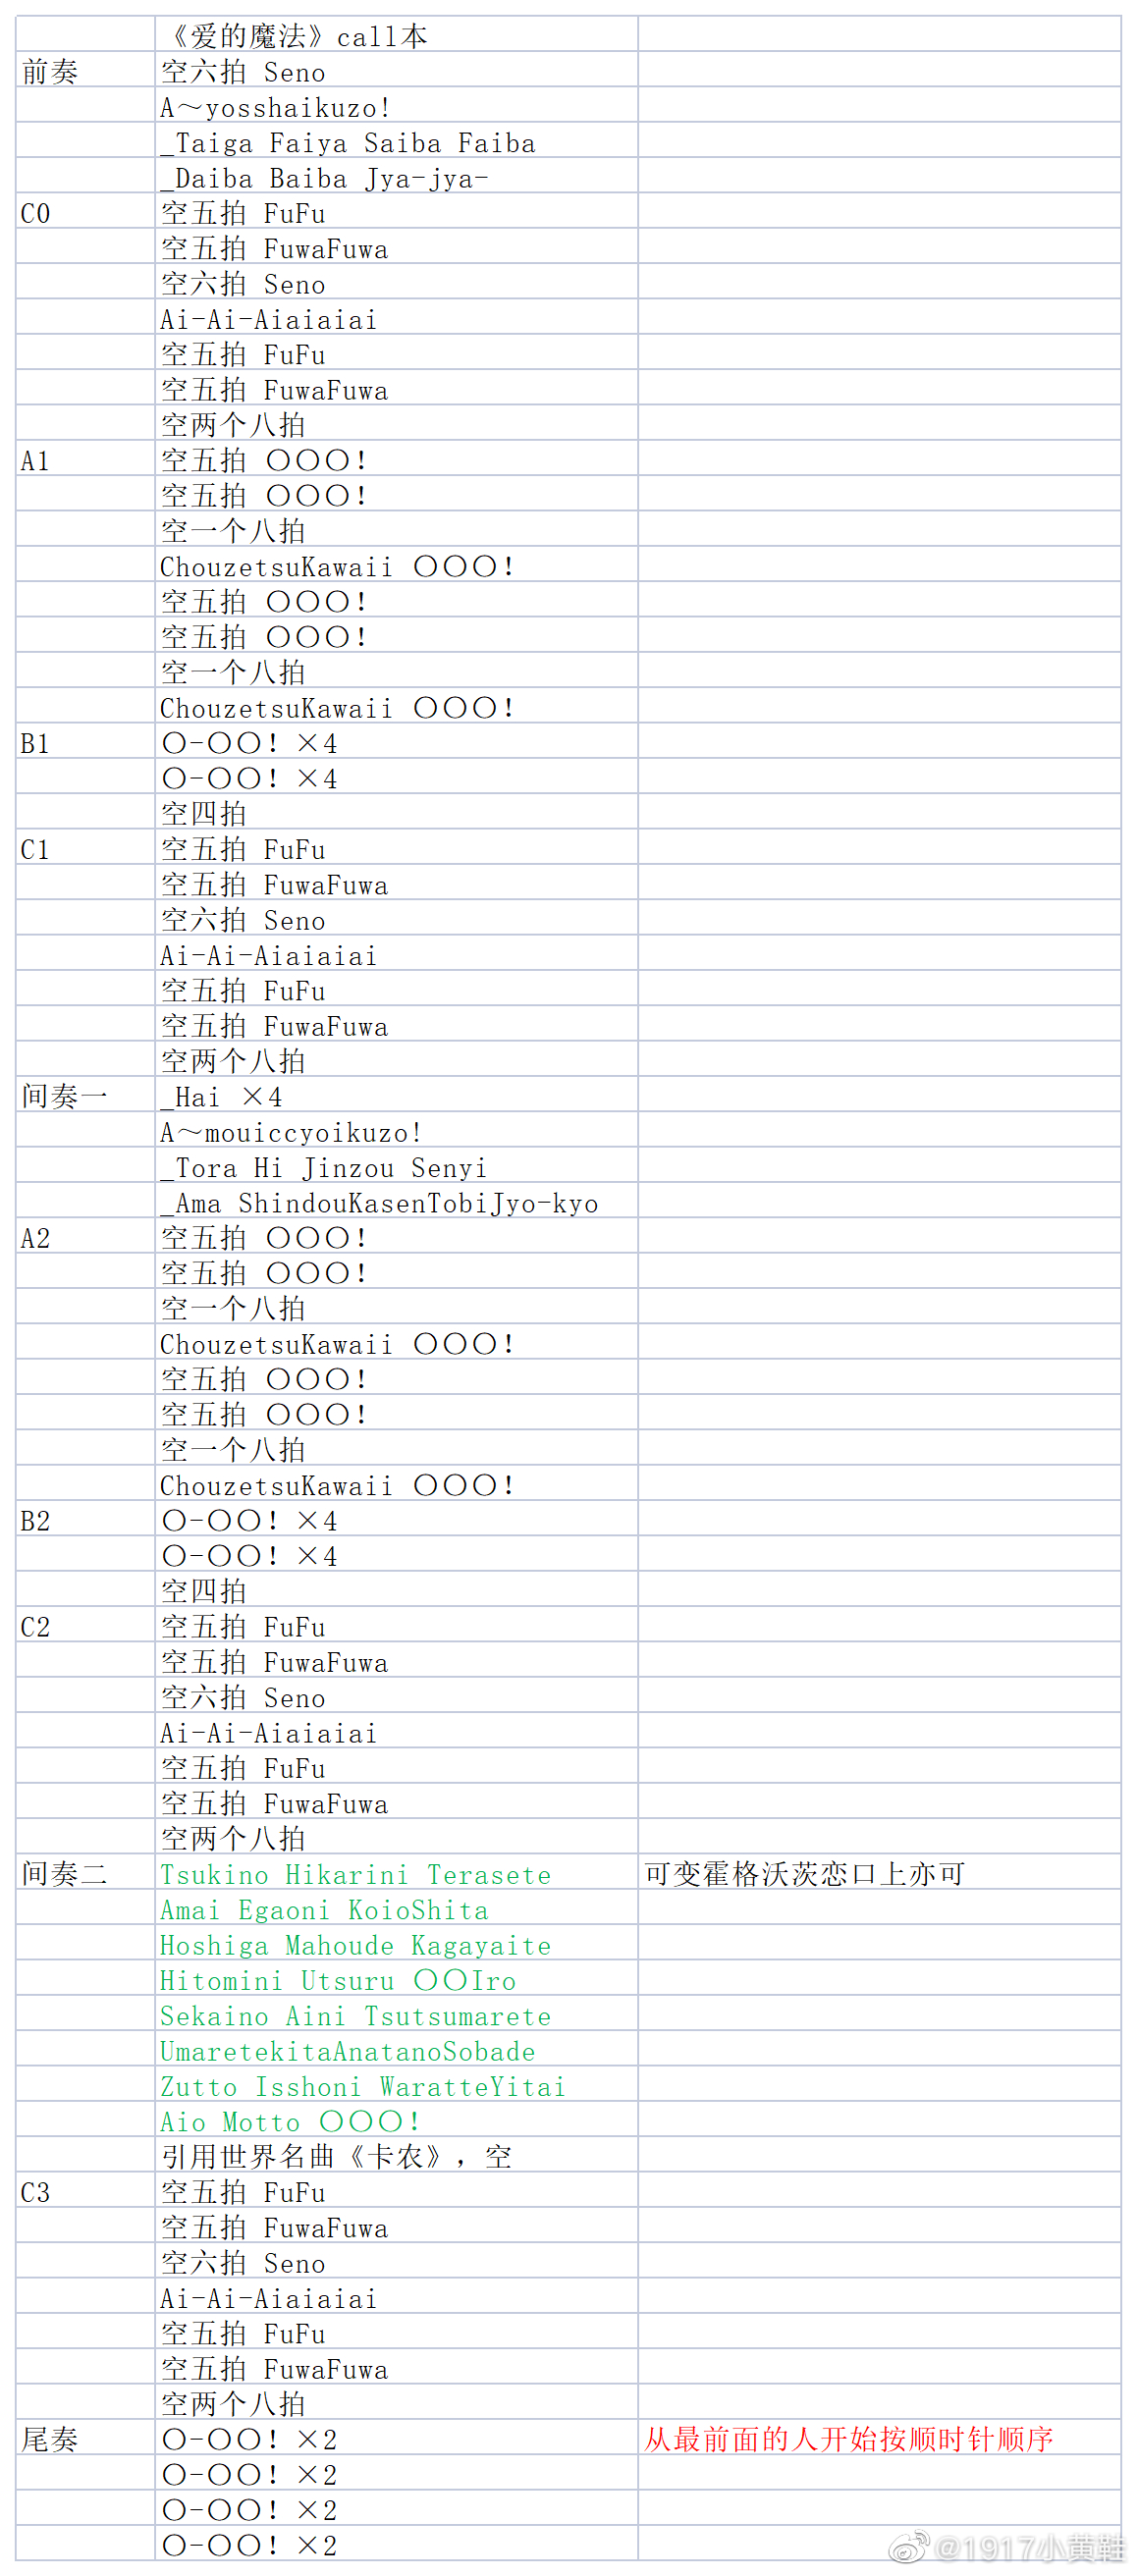 《爱的魔法》call本
前奏 空六拍 Seno
A～yosshaikuzo!
_Taiga Faiya Saiba Faiba
_Daiba Baiba Jya-jya-
C0 空五拍 FuFu
空五拍 FuwaFuwa
空六拍 Seno
Ai-Ai-Aiaiaiai
空五拍 FuFu
空五拍 FuwaFuwa
空两个八拍
A1 空五拍 〇〇〇!
空五拍 〇〇〇!
空一个八拍
ChouzetsuKawaii 〇〇〇!
空五拍 〇〇〇!
空五拍 〇〇〇!
空一个八拍
ChouzetsuKawaii 〇〇〇!
B1 〇-〇〇! ×4
〇-〇〇! ×4
空四拍
C1 空五拍 FuFu
空五拍 FuwaFuwa
空六拍 Seno
Ai-Ai-Aiaiaiai
空五拍 FuFu
空五拍 FuwaFuwa
空两个八拍
间奏一 _Hai ×4
A～mouiccyoikuzo!
_Tora Hi Jinzou Senyi
_Ama ShindouKasenTobiJyo-kyo
A2 空五拍 〇〇〇!
空五拍 〇〇〇!
空一个八拍
ChouzetsuKawaii 〇〇〇!
空五拍 〇〇〇!
空五拍 〇〇〇!
空一个八拍
ChouzetsuKawaii 〇〇〇!
B2 〇-〇〇! ×4
〇-〇〇! ×4
空四拍
C2 空五拍 FuFu
空五拍 FuwaFuwa
空六拍 Seno
Ai-Ai-Aiaiaiai
空五拍 FuFu
空五拍 FuwaFuwa
空两个八拍
间奏二 Tsukino Hikarini Terasete 可变霍格沃茨恋口上亦可
Amai Egaoni KoioShita
Hoshiga Mahoude Kagayaite
Hitomini Utsuru 〇〇Iro
Sekaino Aini Tsutsumarete
UmaretekitaAnatanoSobade
Zutto Isshoni WaratteYitai
Aio Motto 〇〇〇!
引用世界名曲《卡农》，空
C3 空五拍 FuFu
空五拍 FuwaFuwa
空六拍 Seno
Ai-Ai-Aiaiaiai
空五拍 FuFu
空五拍 FuwaFuwa
空两个八拍
尾奏 〇-〇〇! ×2 从最前面的人开始按顺时针顺序
〇-〇〇! ×2
〇-〇〇! ×2
〇-〇〇! ×2
@1917小黄鞋